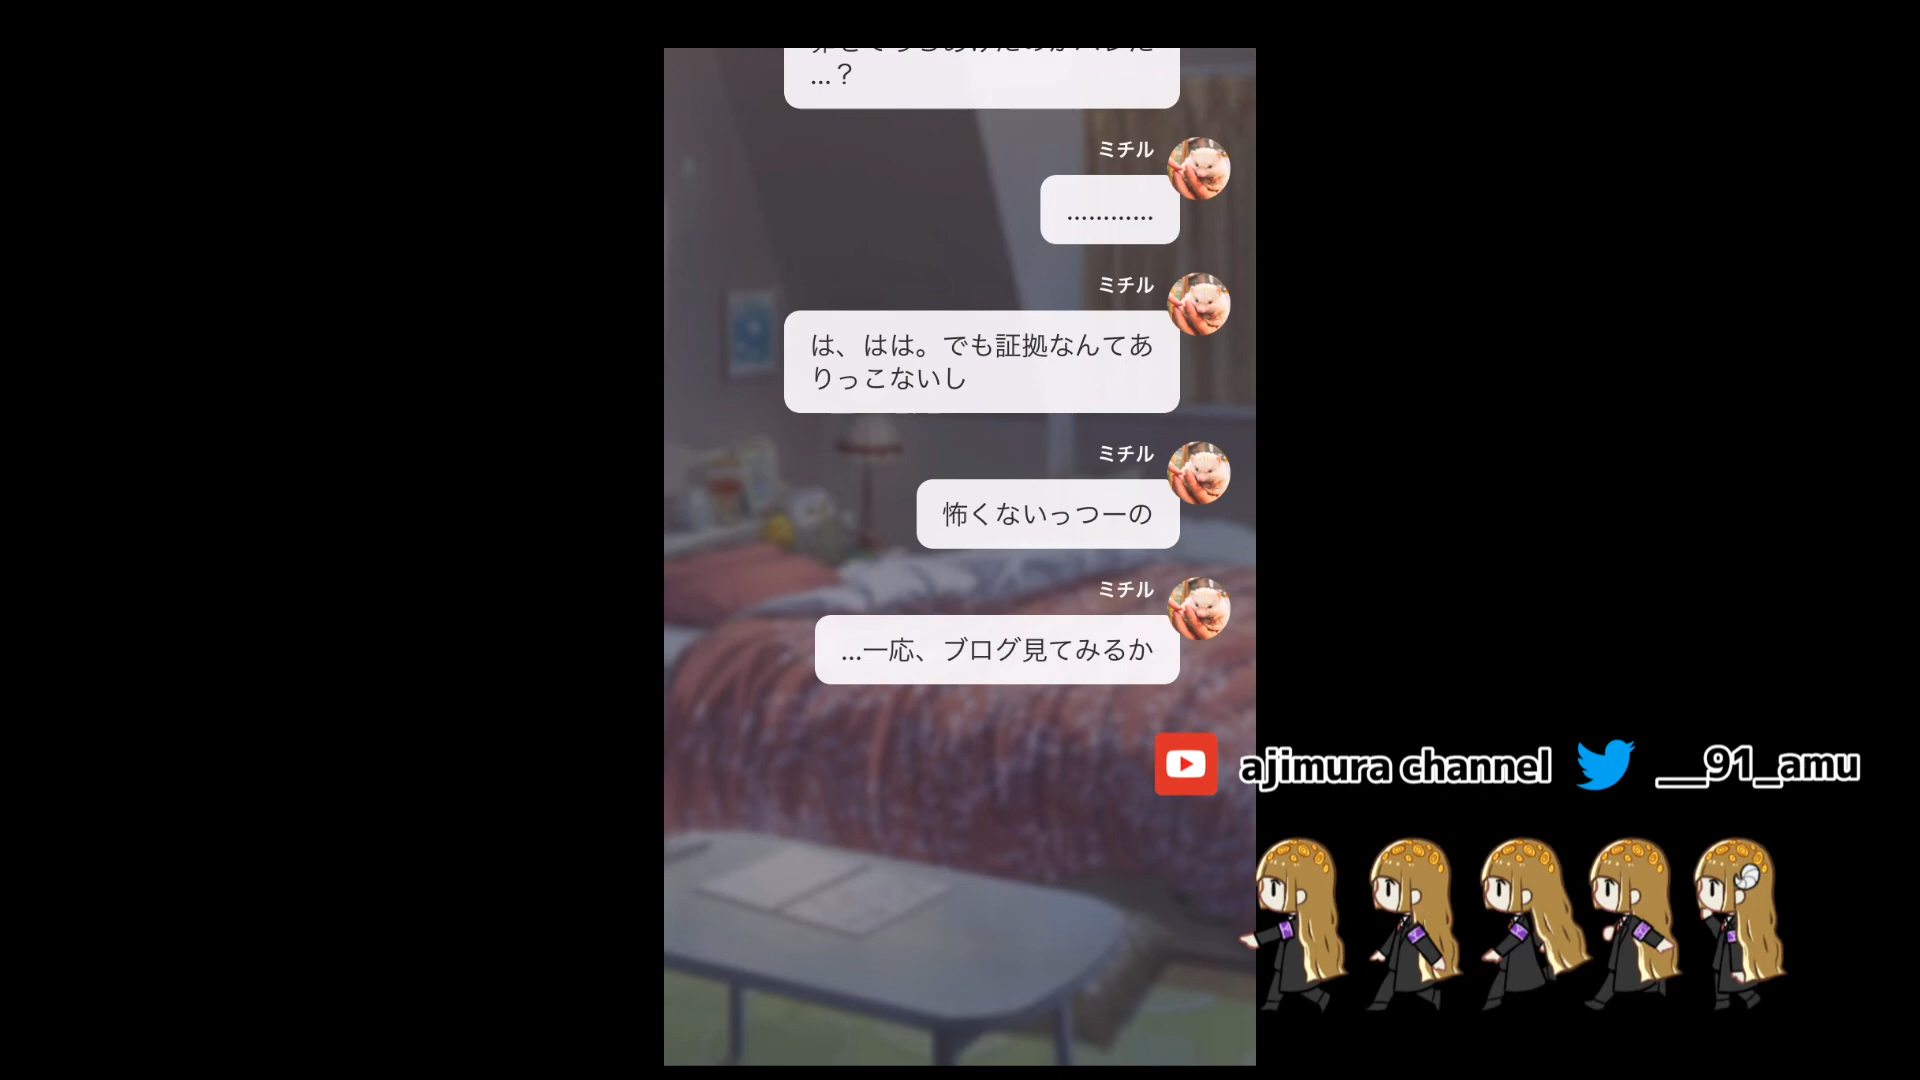 …？
ミチル
…………
ミチル
は、はは。でも証拠なんてあ
りっこないし
ミチル
怖くないっつーの
ミチル
…一応、ブログ見てみるか
ajimura channel
__91_amu